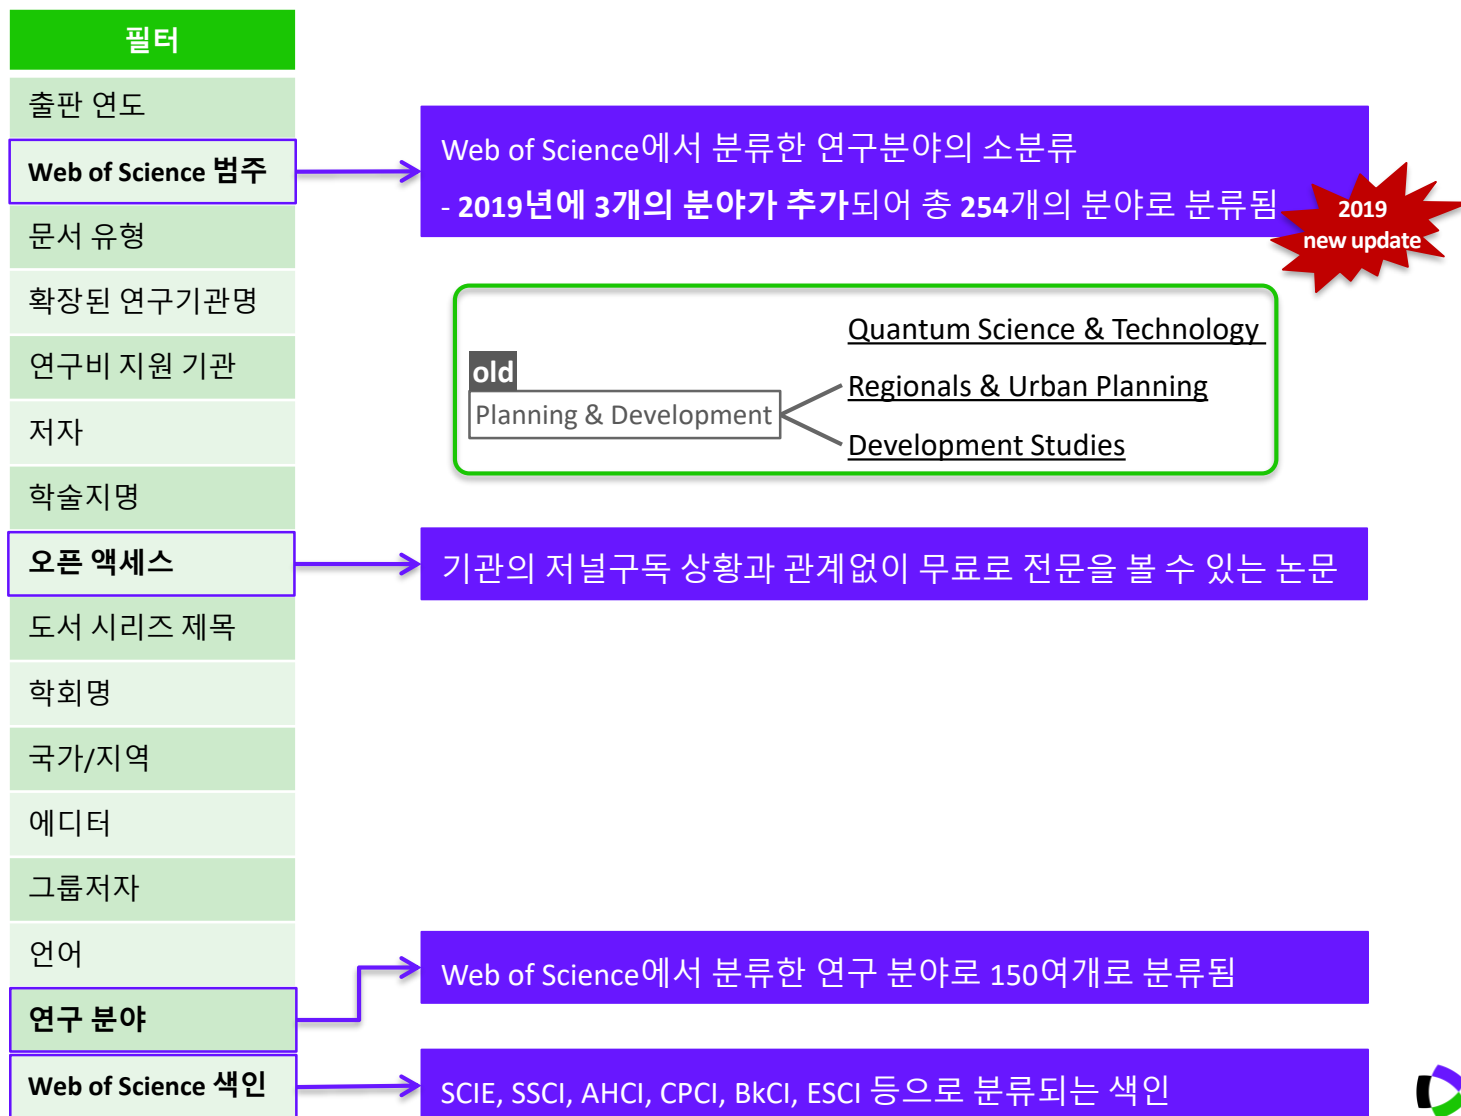 필터
출판 연도
Web of Science 범주
문서 유형
확장된 연구기관명
연구비 지원 기관
저자
학술지명
오픈 액세스
도서 시리즈 제목
학회명
국가/지역
에디터
그룹저자
언어
연구 분야
Web of Science 색인
Web of Science에서 분류한 연구분야의 소분류
- 2019년에 3개의 분야가 추가되어 총 254개의 분야로 분류됨
2019
new update
old
Planning & Development
Quantum Science & Technology
Regionals & Urban Planning
Development Studies
기관의 저널구독 상황과 관계없이 무료로 전문을 볼 수 있는 논문
Web of Science에서 분류한 연구 분야로 150여개로 분류됨
SCIE, SSCI, AHCI, CPCI, BkCI, ESCI 등으로 분류되는 색인